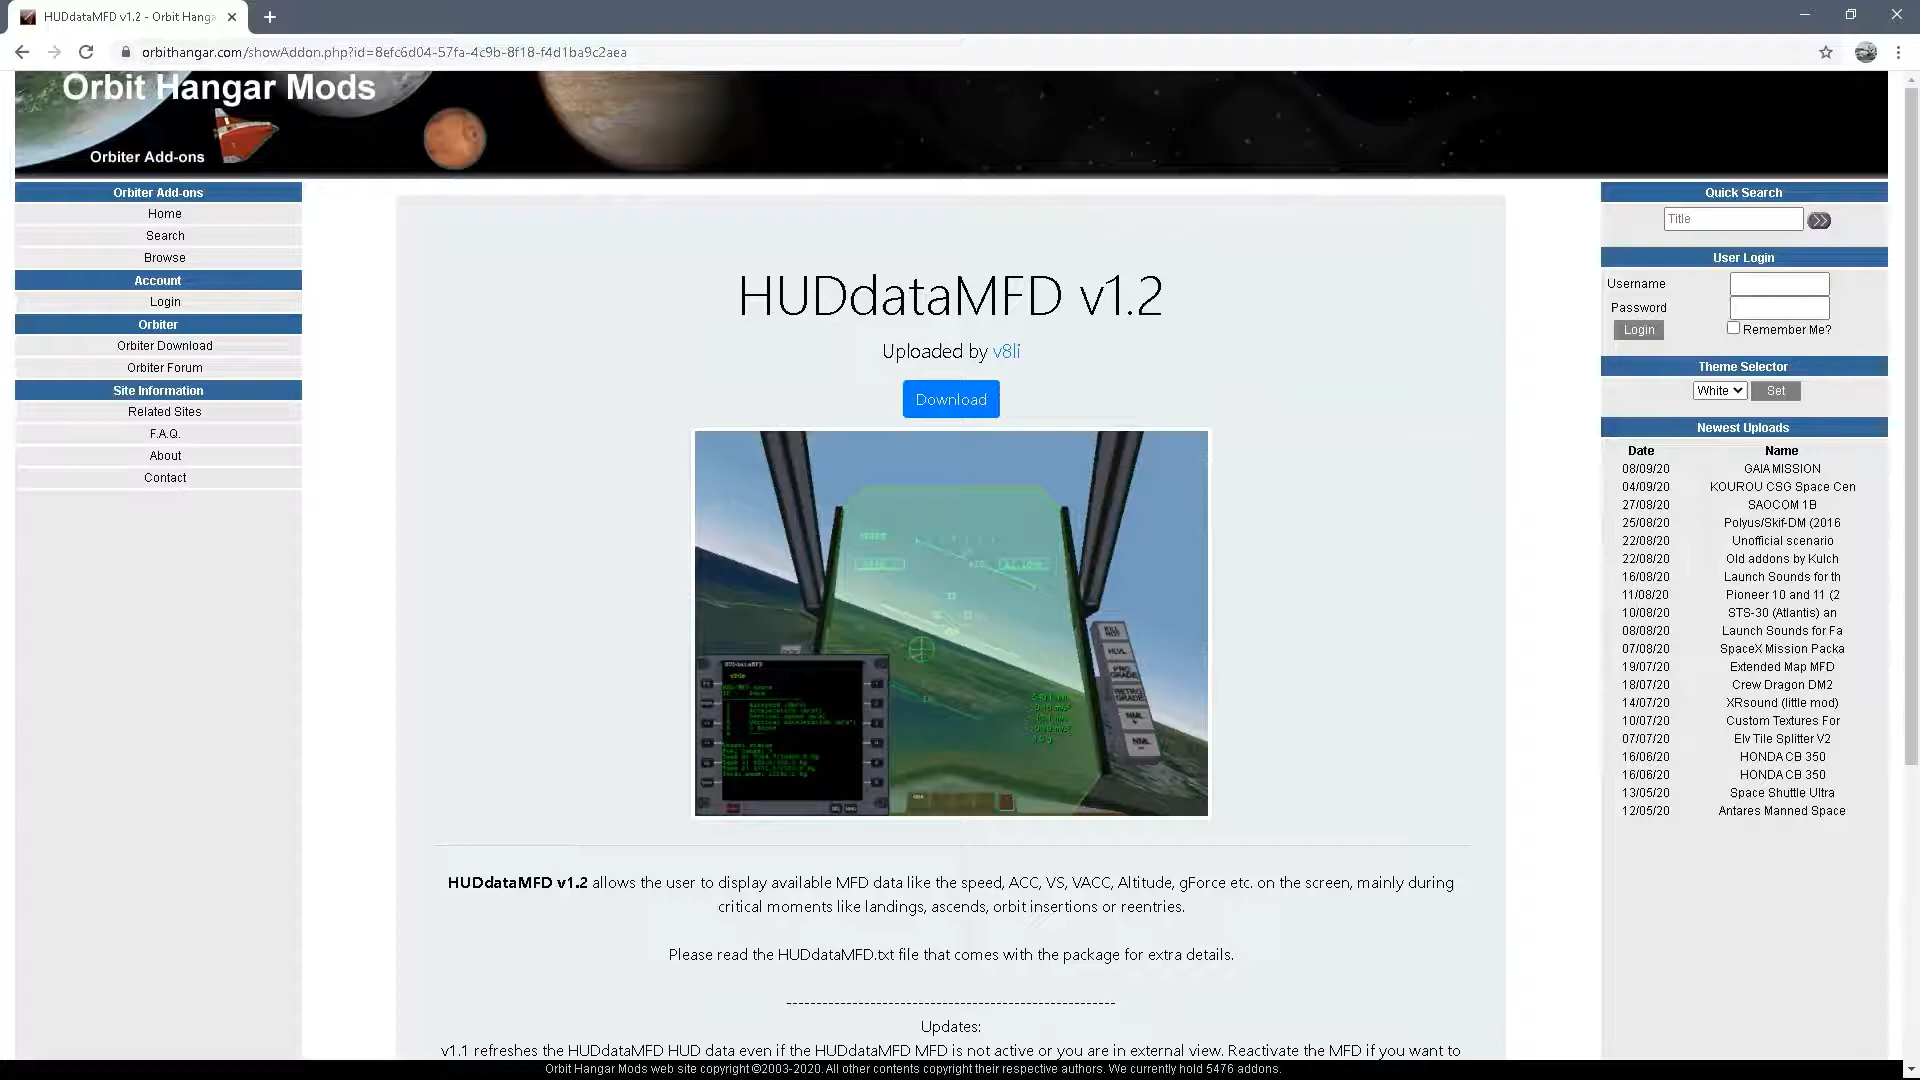 HUDdataMFD v1.2 - Orbit Hanga
orbithangar.com/showAddon.php?id=8efc6d04-57fa-4c9b-8f18-f4d1ba9c2aea
Orbit Hangar Mods
Orbiter Add-ons
Orbiter Add-ons
Home
Search
Browse
Account
Login
Orbiter
Orbiter Download
Orbiter Forum
Site Information
Related Sites
F.A.Q.
About
Contact
HUDdataMFD v1.2
Uploaded by v8li
Download
HUDdataMFD
KILL ROT
HLVL
PRO GRADE
RETRO GRADE
NML +
NML -
HUDdataMFD v1.2 allows the user to display available MFD data like the speed, ACC, VS, VACC, Altitude, gForce etc. on the screen, mainly during
critical moments like landings, ascends, orbit insertions or reentries.
Please read the HUDdataMFD.txt file that comes with the package for extra details.
-------------------------------------------------------
Updates:
v1.1 refreshes the HUDdataMFD HUD data even if the HUDdataMFD MFD is not active or you are in external view. Reactivate the MFD if you want to
Quick Search
Title
User Login
Username
Password
Login
Remember Me?
Theme Selector
White Set
Newest Uploads
Date Name
08/09/20 GAIA MISSION
04/09/20 KOUROU CSG Space Cen
27/08/20 SAOCOM 1B
25/08/20 Polyus/Skif-DM (2016
22/08/20 Unofficial scenario
22/08/20 Old addons by Kulch
16/08/20 Launch Sounds for th
11/08/20 Pioneer 10 and 11 (2
10/08/20 STS-30 (Atlantis) an
08/08/20 Launch Sounds for Fa
07/08/20 SpaceX Mission Packa
19/07/20 Extended Map MFD
18/07/20 Crew Dragon DM2
14/07/20 XRsound (little mod)
10/07/20 Custom Textures For
07/07/20 Elv Tile Splitter V2
16/06/20 HONDA CB 350
16/06/20 HONDA CB 350
13/05/20 Space Shuttle Ultra
12/05/20 Antares Manned Space
Orbit Hangar Mods web site copyright ©2003-2020. All other contents copyright their respective authors. We currently hold 5476 addons.